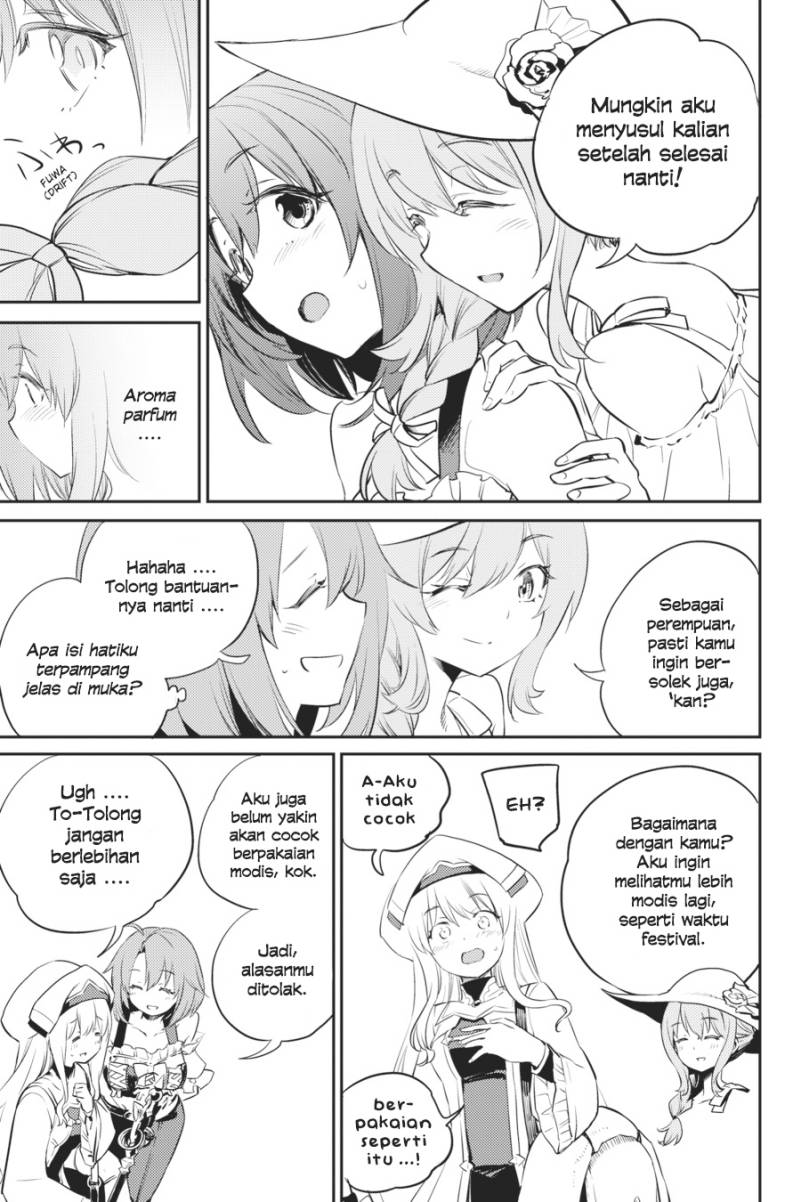 Mungkin aku
menyusul kalian
setelah selesai
nanti!
ふわっ
FUWA
(DRIFT)
Aroma
parfum
....
Sebagai
perempuan,
pasti kamu
ingin ber-
solek juga,
'kan?
Hahaha ....
Tolong bantuan-
nya nanti ....
Apa isi hatiku
terpampang
jelas di muka?
Bagaimana
dengan kamu?
Aku ingin
melihatmu lebih
modis lagi,
seperti waktu
festival.
EH?
A-Aku
tidak
cocok
ber-
pakaian
seperti
itu ...!
Aku juga
belum yakin
akan cocok
berpakaian
modis, kok.
Jadi,
alasanmu
ditolak.
Ugh ....
To-Tolong
jangan
berlebihan
saja ....